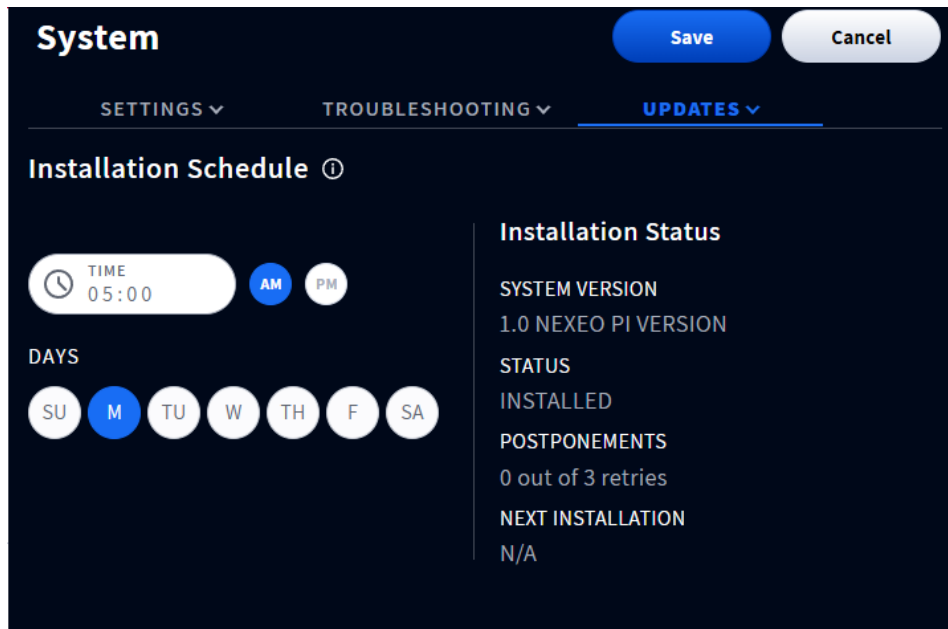 System
Save
Cancel
SETTINGS
TROUBLESHOOTING
UPDATES
Installation Schedule
TIME
05:00
AM
PM
DAYS
SU M TU W TH F SA
Installation Status
SYSTEM VERSION
1.0 NEXEO PI VERSION
STATUS
INSTALLED
POSTPONEMENTS
0 out of 3 retries
NEXT INSTALLATION
N/A